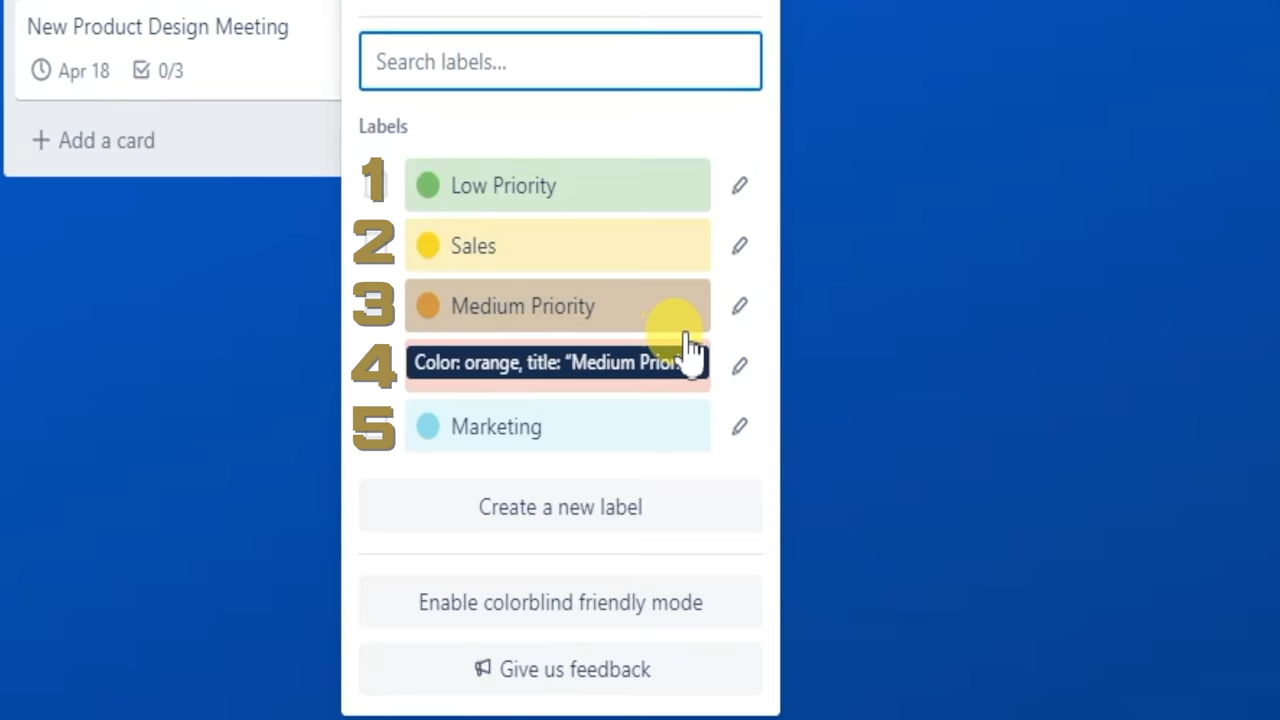 New Product Design Meeting
Apr 18 0/3
+ Add a card
Search labels...
Labels
1 Low Priority
2 Sales
3 Medium Priority
4 Color: orange, title: “Medium
5 Marketing
Create a new label
Enable colorblind friendly mode
Give us feedback